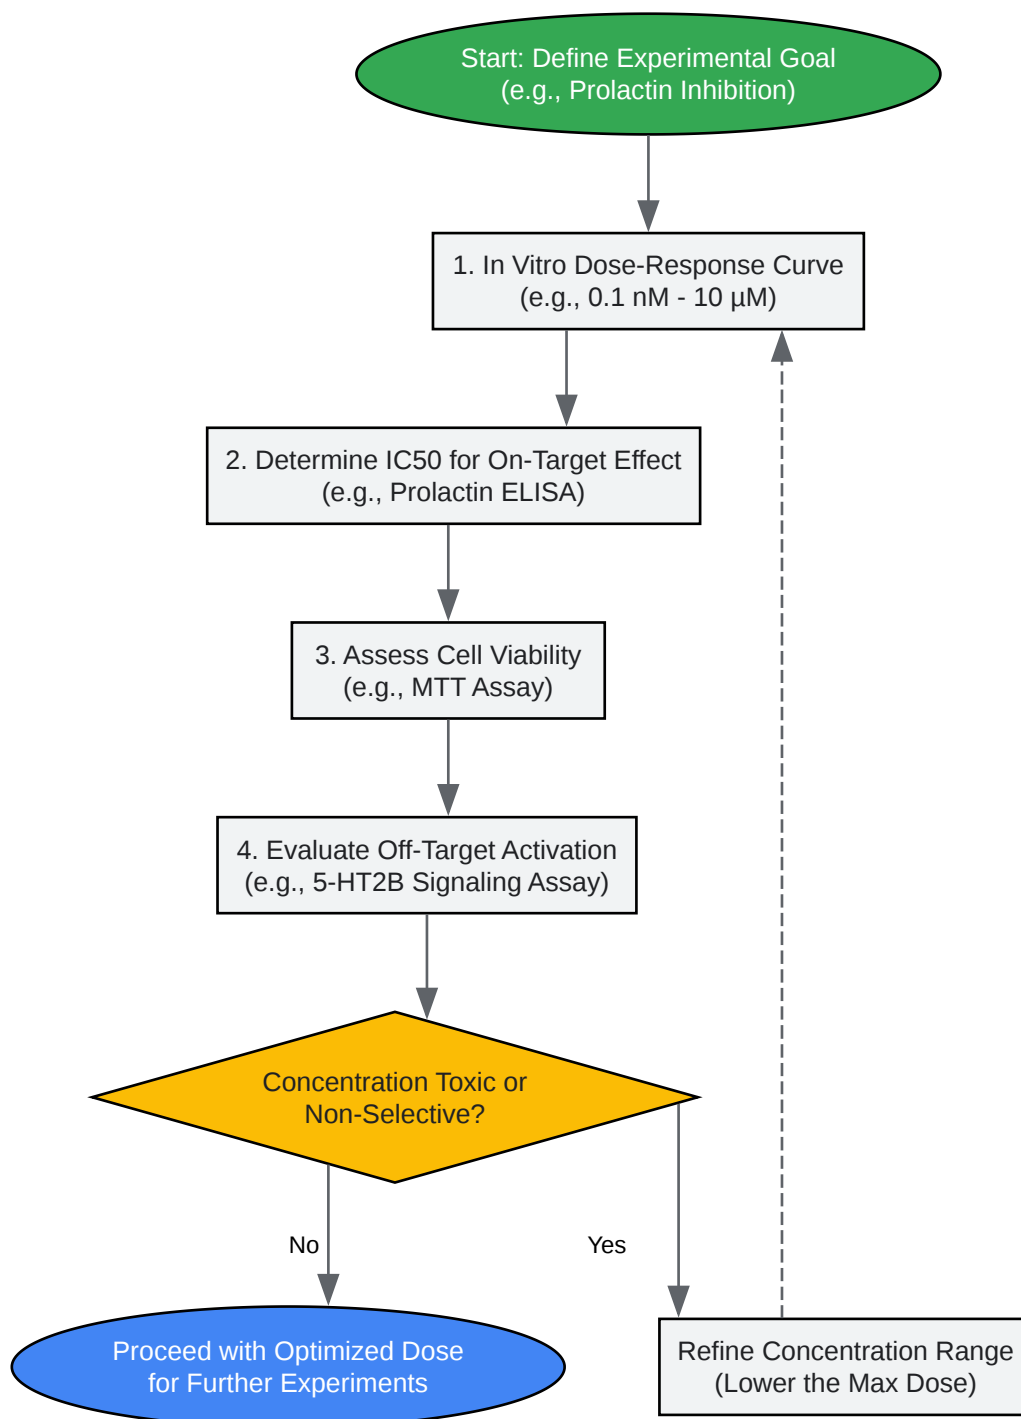 Start: Define Experimental Goal
(e.g., Prolactin Inhibition)
1. In Vitro Dose-Response Curve
(e.g., 0.1 nM - 10 µM)
2. Determine IC50 for On-Target Effect
(e.g., Prolactin ELISA)
3. Assess Cell Viability
(e.g., MTT Assay)
4. Evaluate Off-Target Activation
(e.g., 5-HT2B Signaling Assay)
Concentration Toxic or
Non-Selective?
No
Yes
Proceed with Optimized Dose
for Further Experiments
Refine Concentration Range
(Lower the Max Dose)